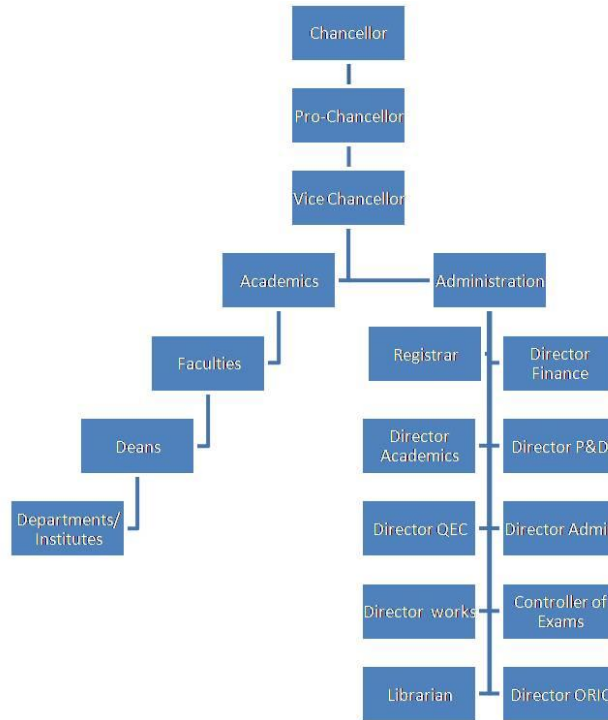 Chancellor
Pro-Chancellor
Vice Chancellor
Academics
Administration
Faculties
Deans
Departments/
Institutes
Registrar
Director
Finance
Director
Academics
Director P&D
Director QEC
Director Admi
Director works
Controller of
Exams
Librarian
Director ORIC